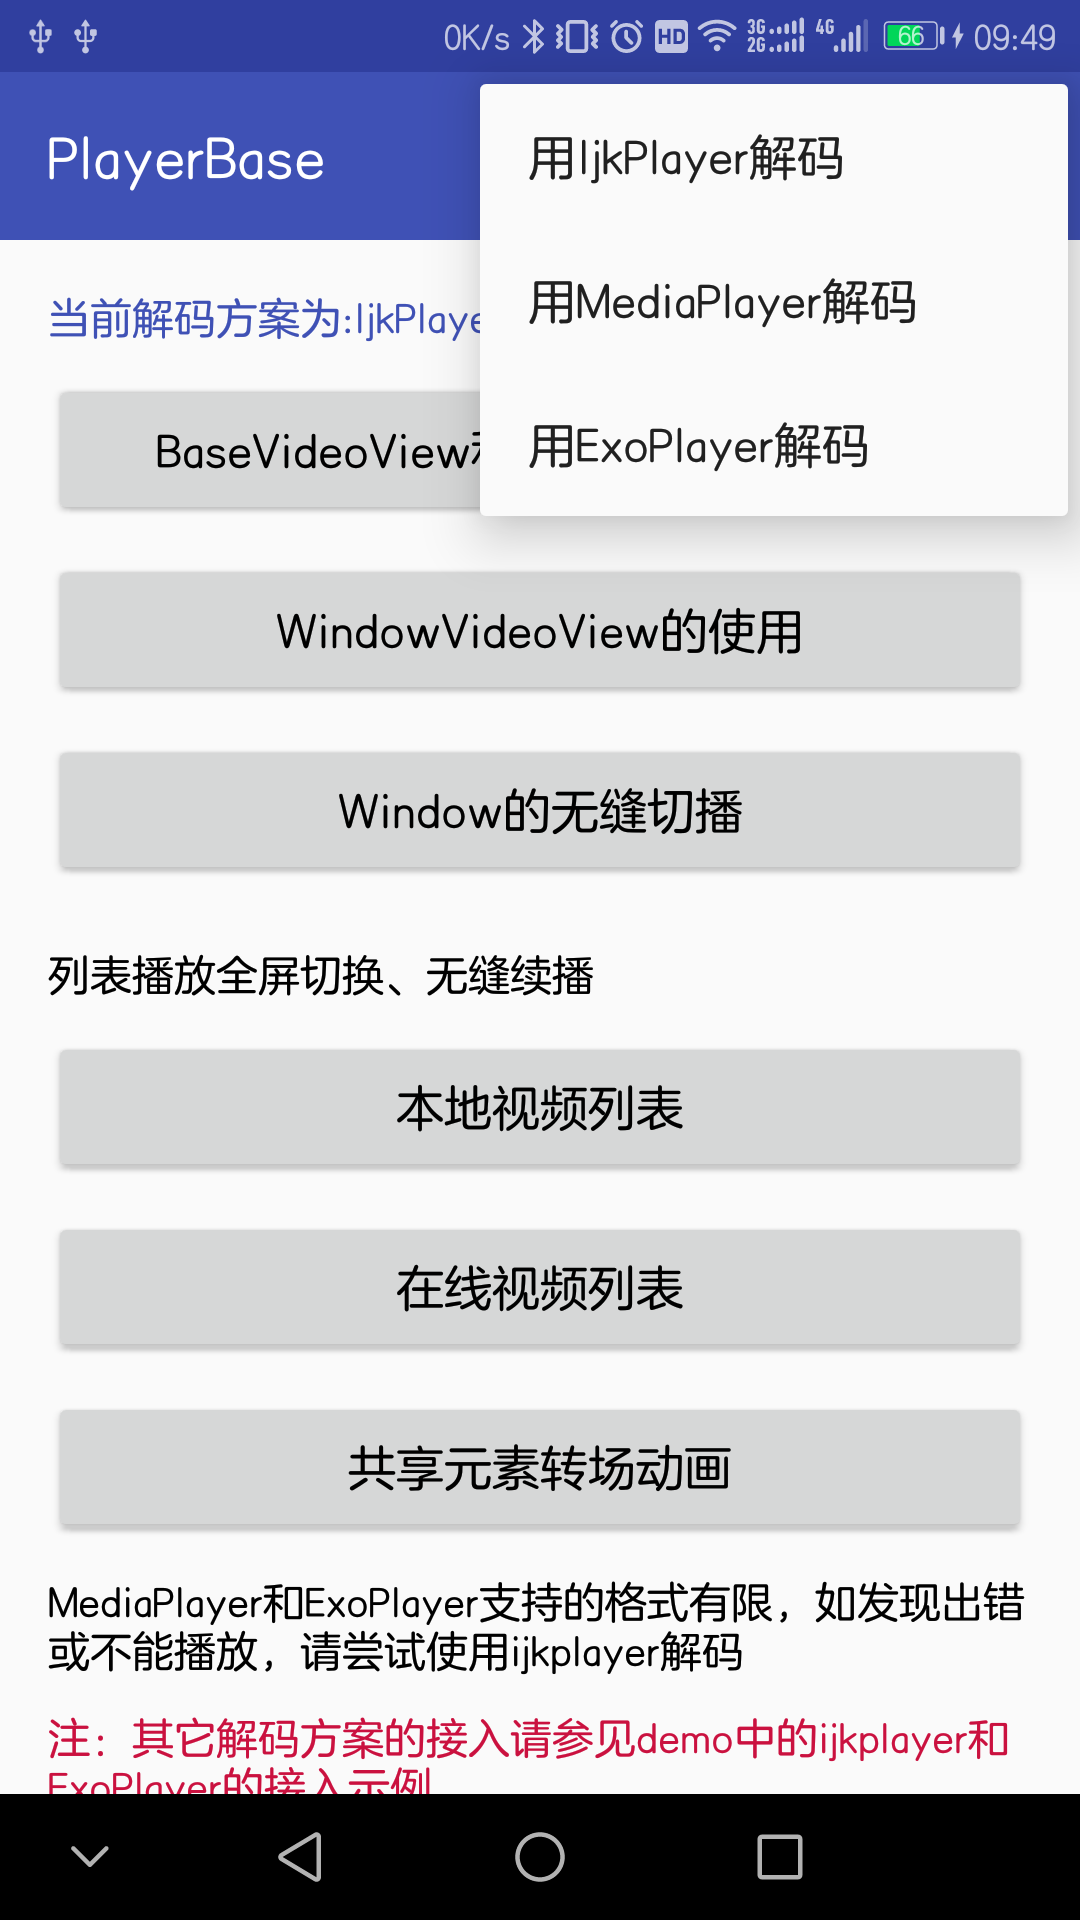 0K/s HD 3G 2G 4G 66 09:49
PlayerBase
用IjkPlayer解码
用MediaPlayer解码
用ExoPlayer解码
当前解码方案为:IjkPlaye
BaseVideoView
WindowVideoView的使用
Window的无缝切播
列表播放全屏切换、无缝续播
本地视频列表
在线视频列表
共享元素转场动画
MediaPlayer和ExoPlayer支持的格式有限，如发现出错
或不能播放，请尝试使用ijkplayer解码
注：其它解码方案的接入请参见demo中的ijkplayer和
ExoPlayer的接入示例